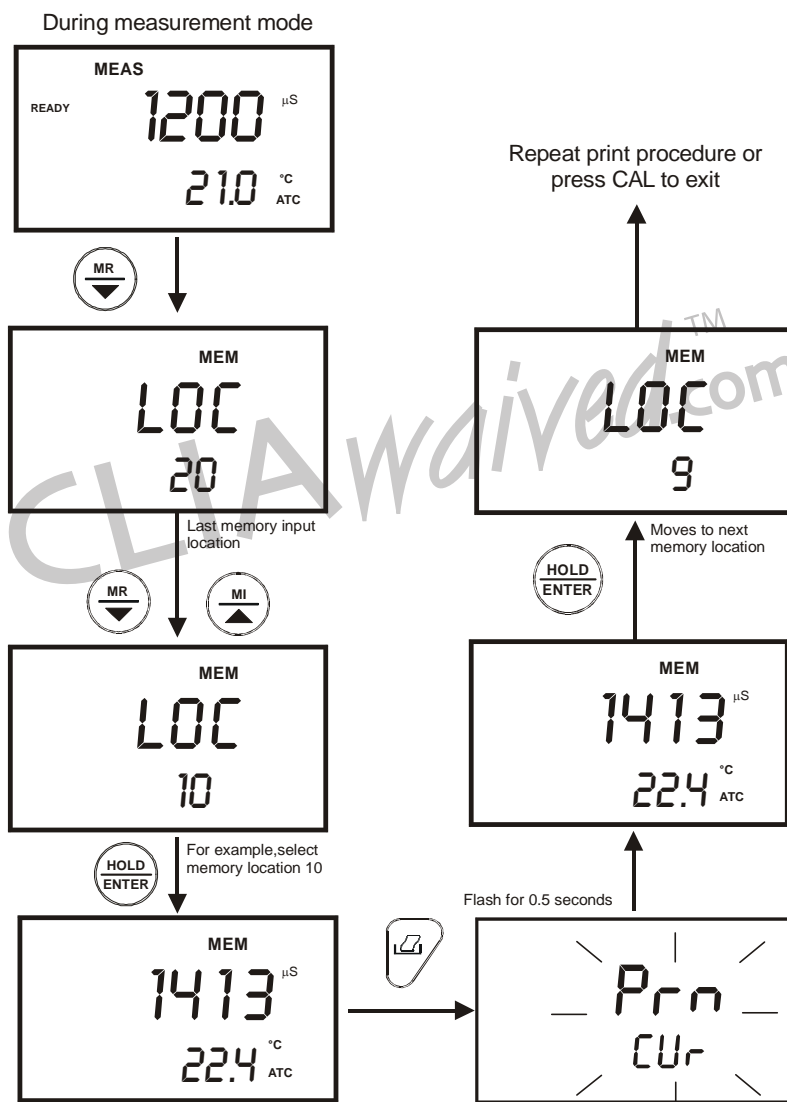 During measurement mode
MEAS
READY
1200 µS
21.0 °C
ATC
MR
MEM
LOC
20
Last memory input
location
MR
MI
MEM
LOC
10
HOLD
ENTER
For example,select
memory location 10
MEM
1413 µS
22.4 °C
ATC
Flash for 0.5 seconds
Prn
CUr
MEM
1413 µS
22.4 °C
ATC
HOLD
ENTER
Moves to next
memory location
MEM
LOC
9
Repeat print procedure or
press CAL to exit
CLIAwaived.com™